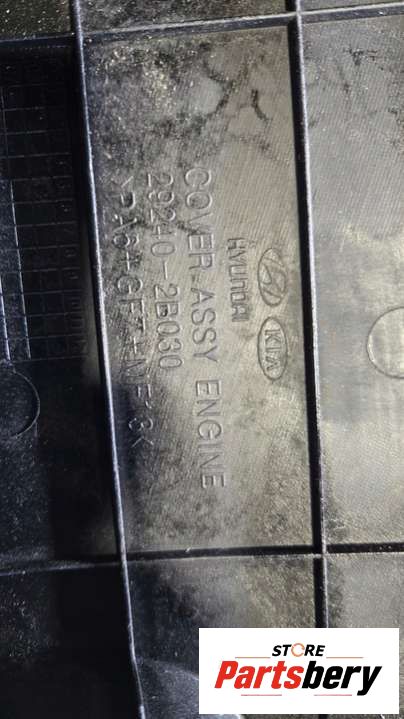 HYUNDAI
KIA
COVER ASSY ENGINE
29240-2B030
STORE
Partsbery